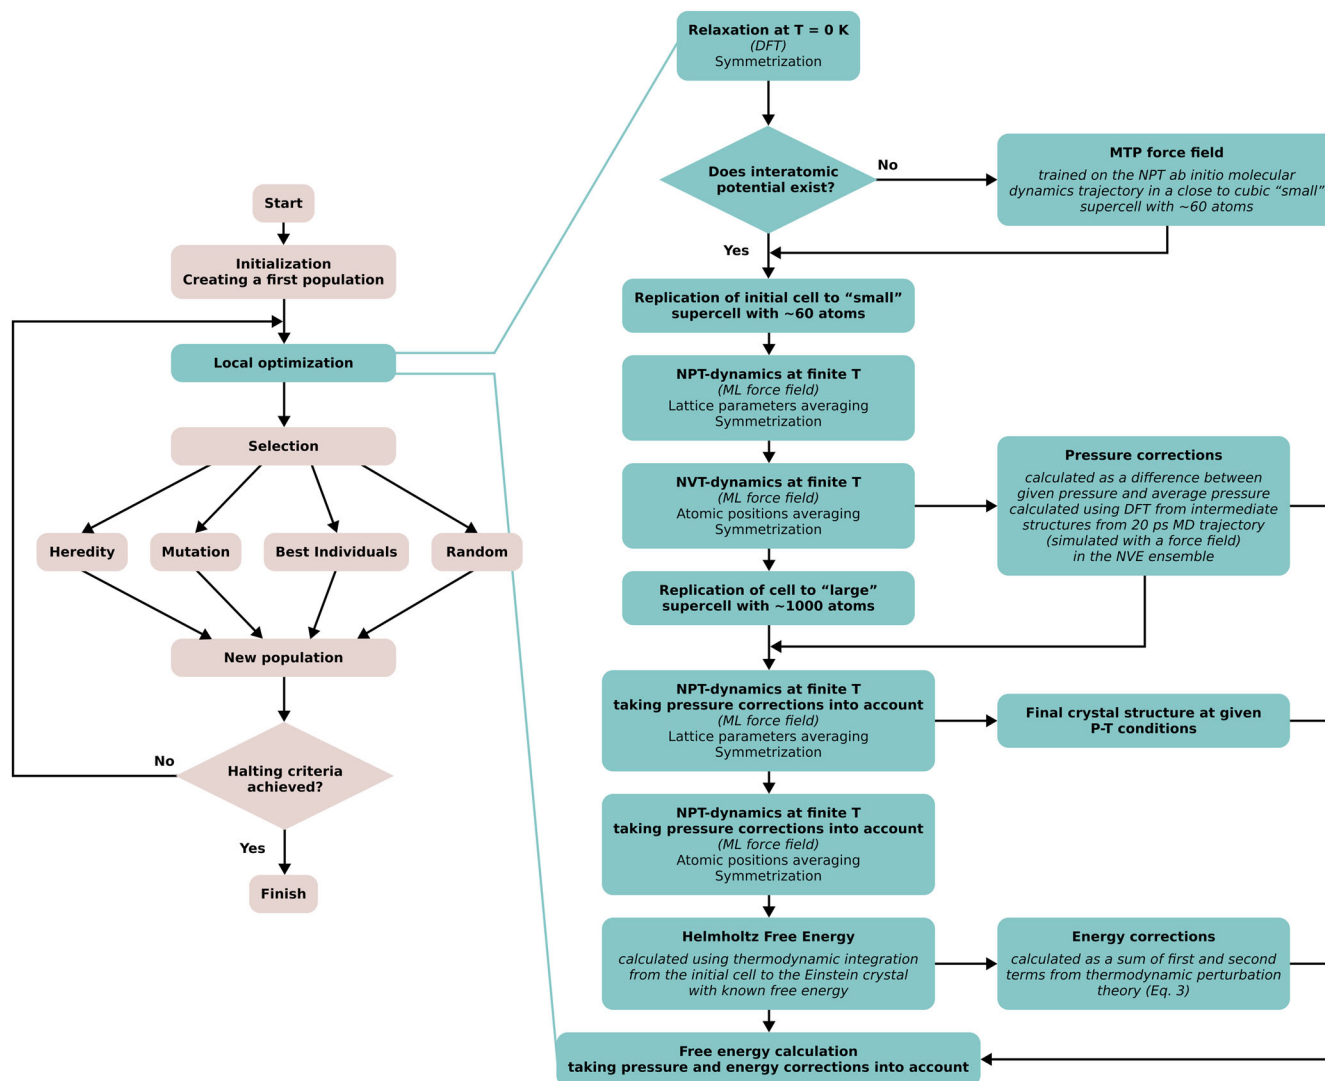 Start
Initialization
Creating a first population
Local optimization
Selection
Heredity
Mutation
Best Individuals
Random
New population
Halting criteria
achieved?
No
Yes
Finish
Relaxation at T = 0 K
(DFT)
Symmetrization
Does interatomic
potential exist?
No
Yes
MTP force field
trained on the NPT ab initio molecular
dynamics trajectory in a close to cubic “small”
supercell with ~60 atoms
Replication of initial cell to “small”
supercell with ~60 atoms
NPT-dynamics at finite T
(ML force field)
Lattice parameters averaging
Symmetrization
NVT-dynamics at finite T
(ML force field)
Atomic positions averaging
Symmetrization
Pressure corrections
calculated as a difference between
given pressure and average pressure
calculated using DFT from intermediate
structures from 20 ps MD trajectory
(simulated with a force field)
in the NVE ensemble
Replication of cell to “large”
supercell with ~1000 atoms
NPT-dynamics at finite T
taking pressure corrections into account
(ML force field)
Lattice parameters averaging
Symmetrization
Final crystal structure at given
P-T conditions
NPT-dynamics at finite T
taking pressure corrections into account
(ML force field)
Atomic positions averaging
Symmetrization
Helmholtz Free Energy
calculated using thermodynamic integration
from the initial cell to the Einstein crystal
with known free energy
Energy corrections
calculated as a sum of first and second
terms from thermodynamic perturbation
theory (Eq. 3)
Free energy calculation
taking pressure and energy corrections into account